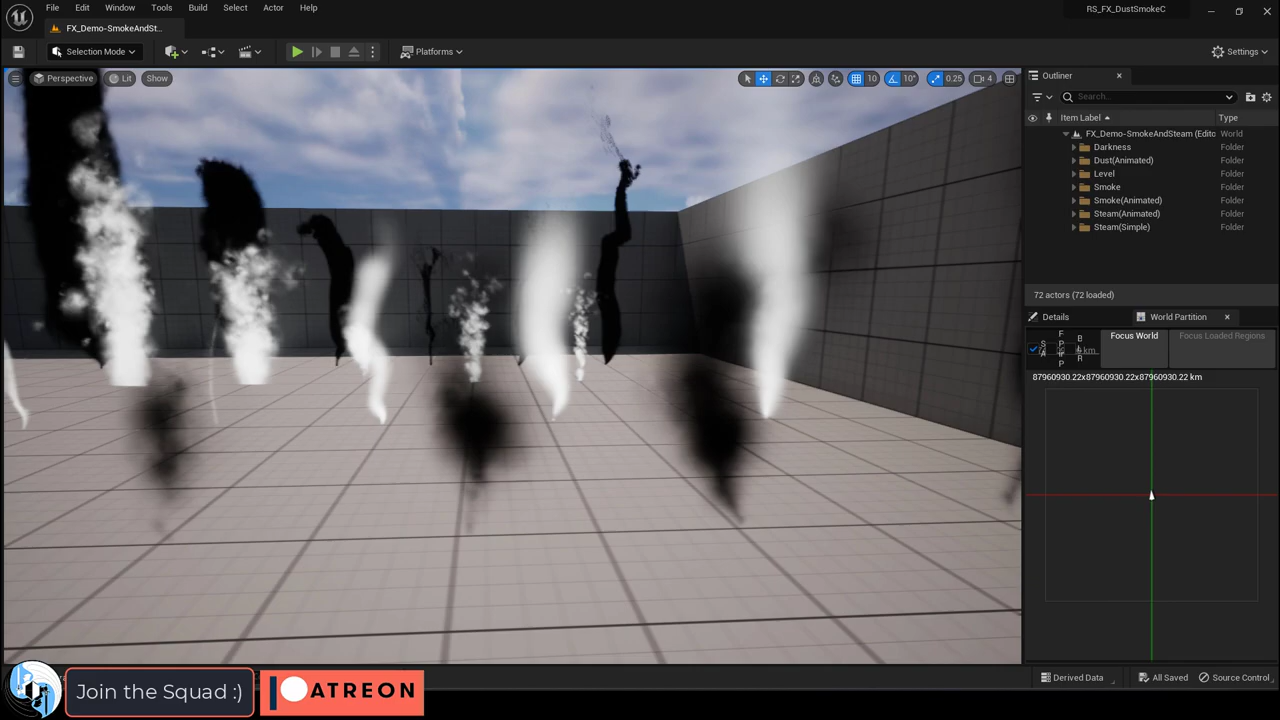 File Edit Window Tools Build Select Actor Help
RS_FX_DustSmokeC
FX_Demo-SmokeAndSt...
Selection Mode
Platforms
Settings
Perspective
Lit
Show
10
10°
0.25
4
Outliner
Search...
Item Label
Type
FX_Demo-SmokeAndSteam (Edito
World
Darkness
Folder
Dust(Animated)
Folder
Level
Folder
Smoke
Folder
Smoke(Animated)
Folder
Steam(Animated)
Folder
Steam(Simple)
Folder
72 actors (72 loaded)
Details
World Partition
Focus World
Focus Loaded Regions
87960930.22x87960930.22x87960930.22 km
Derived Data
All Saved
Source Control
Join the Squad :)
PATREON